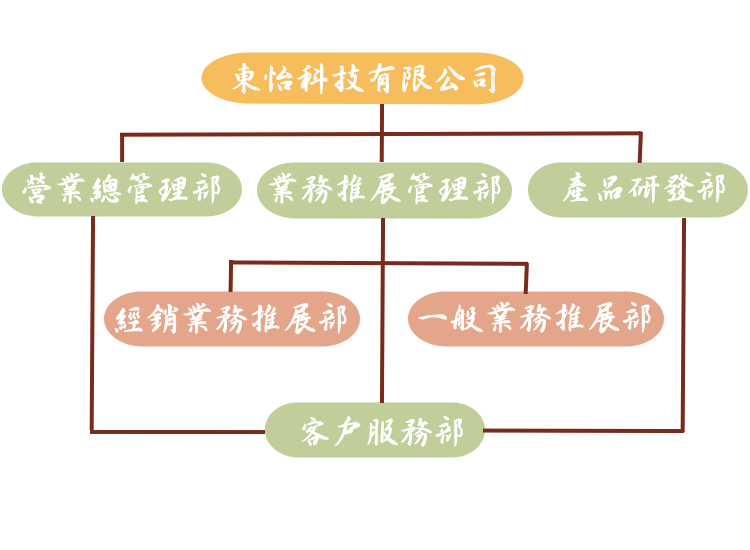 東怡科技有限公司
營業總管理部
業務推展管理部
產品研發部
經銷業務推展部
一般業務推展部
客户服務部